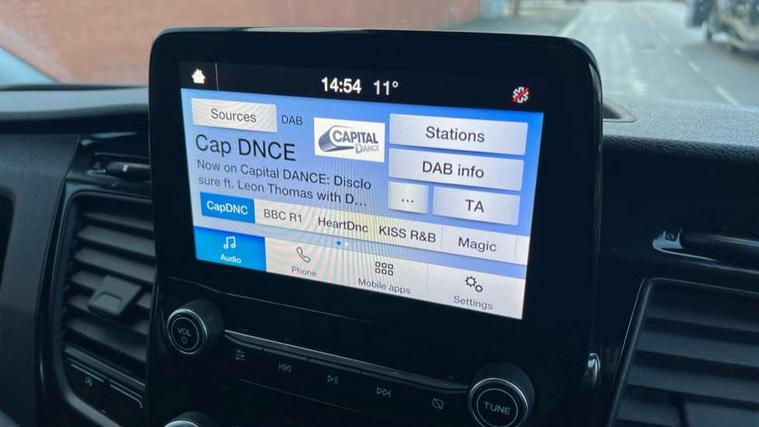 14:54 11°
Sources DAB
CAPITAL
DANCE
Stations
Cap DNCE
DAB info
Now on Capital DANCE: Disclo
sure ft. Leon Thomas with D...
...
TA
CapDNC BBC R1 HeartDnc KISS R&B Magic
Audio Phone Mobile apps Settings
VOL
TUNE